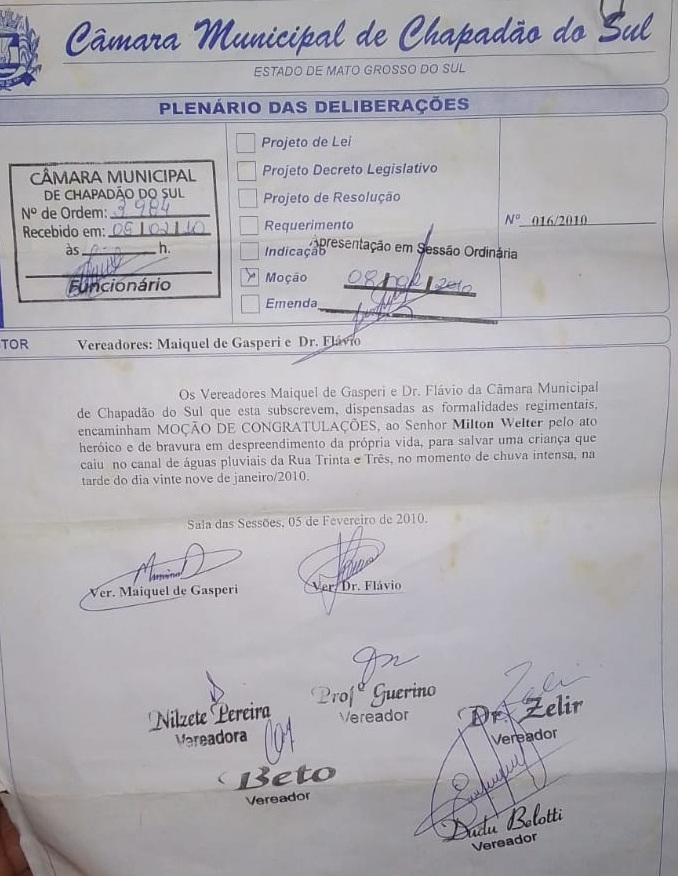 Câmara Municipal de Chapadão do Sul
ESTADO DE MATO GROSSO DO SUL
PLENÁRIO DAS DELIBERAÇÕES
CÂMARA MUNICIPAL
DE CHAPADÃO DO SUL
Nº de Ordem: 3.984
Recebido em: 05/02/10
às h.
Funcionário
Projeto de Lei
Projeto Decreto Legislativo
Projeto de Resolução
Requerimento
Indicação
Apresentação em Sessão Ordinária
Moção
08/02/2010
Emenda
Nº 016/2010
TOR Vereadores: Maiquel de Gasperi e Dr. Flávio
Os Vereadores Maiquel de Gasperi e Dr. Flávio da Câmara Municipal
de Chapadão do Sul que esta subscrevem, dispensadas as formalidades regimentais,
encaminham MOÇÃO DE CONGRATULAÇÕES, ao Senhor Milton Welter pelo ato
heróico e de bravura em despreendimento da própria vida, para salvar uma criança que
caiu no canal de águas pluviais da Rua Trinta e Três, no momento de chuva intensa, na
tarde do dia vinte nove de janeiro/2010.
Sala das Sessões, 05 de Fevereiro de 2010.
Ver. Maiquel de Gasperi
Ver. Dr. Flávio
Nilzete Pereira
Vereadora
Profº Guerino
Vereador
Dr. Zelir
Vereador
Beto
Vereador
Dudu Belotti
Vereador